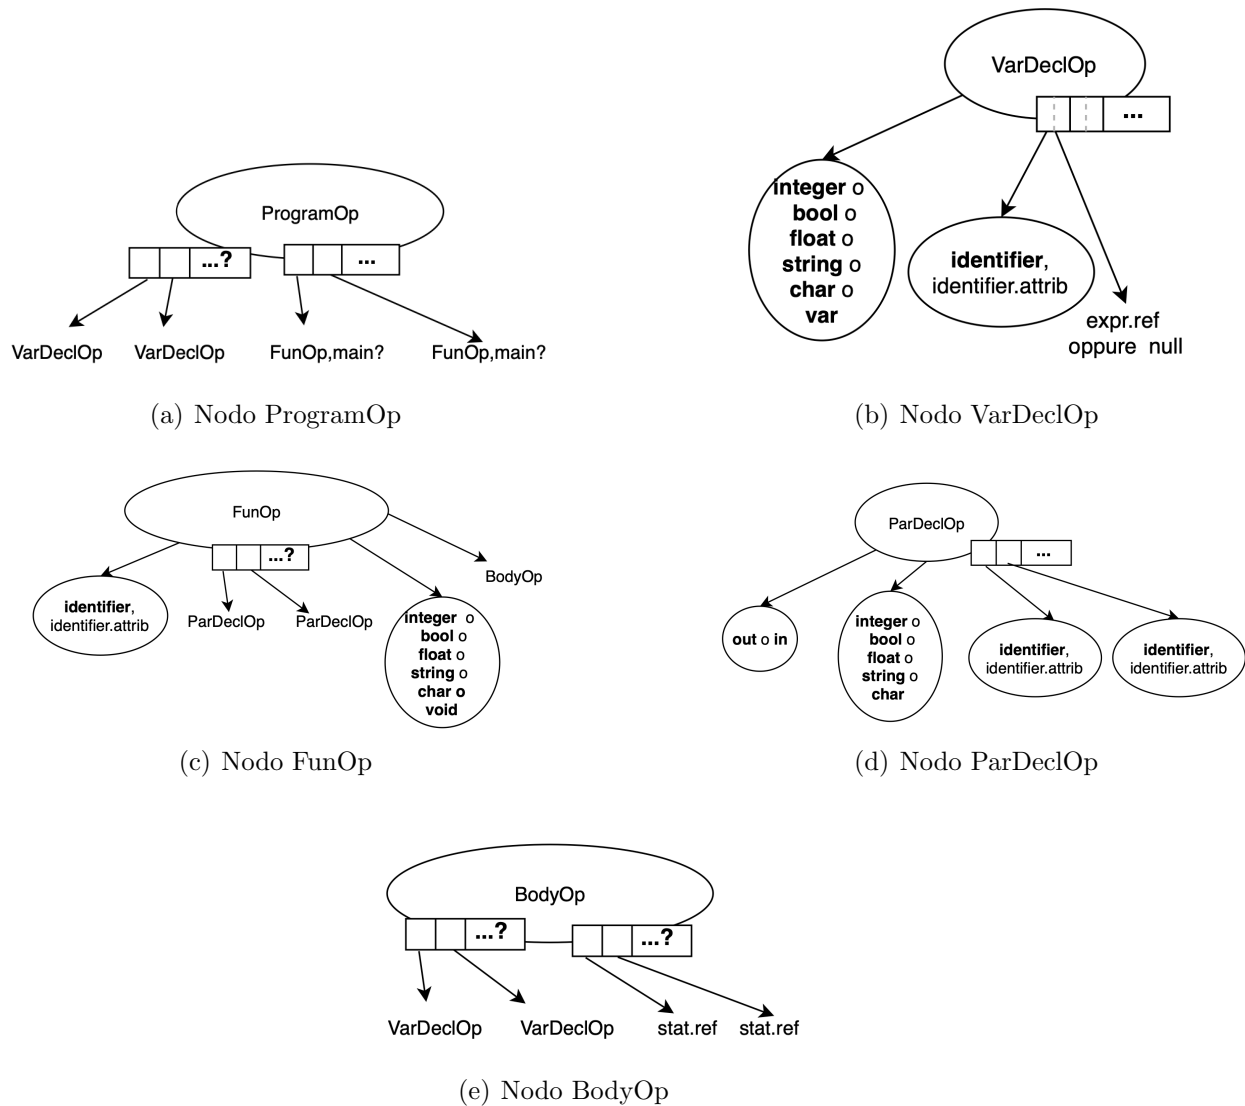 ProgramOp
...?
...
VarDeclOp
VarDeclOp
FunOp,main?
FunOp,main?
(a) Nodo ProgramOp
VarDeclOp
...
integer o
bool o
float o
string o
char o
var
identifier,
identifier.attrib
expr.ref
oppure null
(b) Nodo VarDeclOp
FunOp
...?
BodyOp
identifier,
identifier.attrib
ParDeclOp
ParDeclOp
integer o
bool o
float o
string o
char o
void
(c) Nodo FunOp
ParDeclOp
...
out o in
integer o
bool o
float o
string o
char
identifier,
identifier.attrib
identifier,
identifier.attrib
(d) Nodo ParDeclOp
BodyOp
...?
...?
VarDeclOp
VarDeclOp
stat.ref
stat.ref
(e) Nodo BodyOp